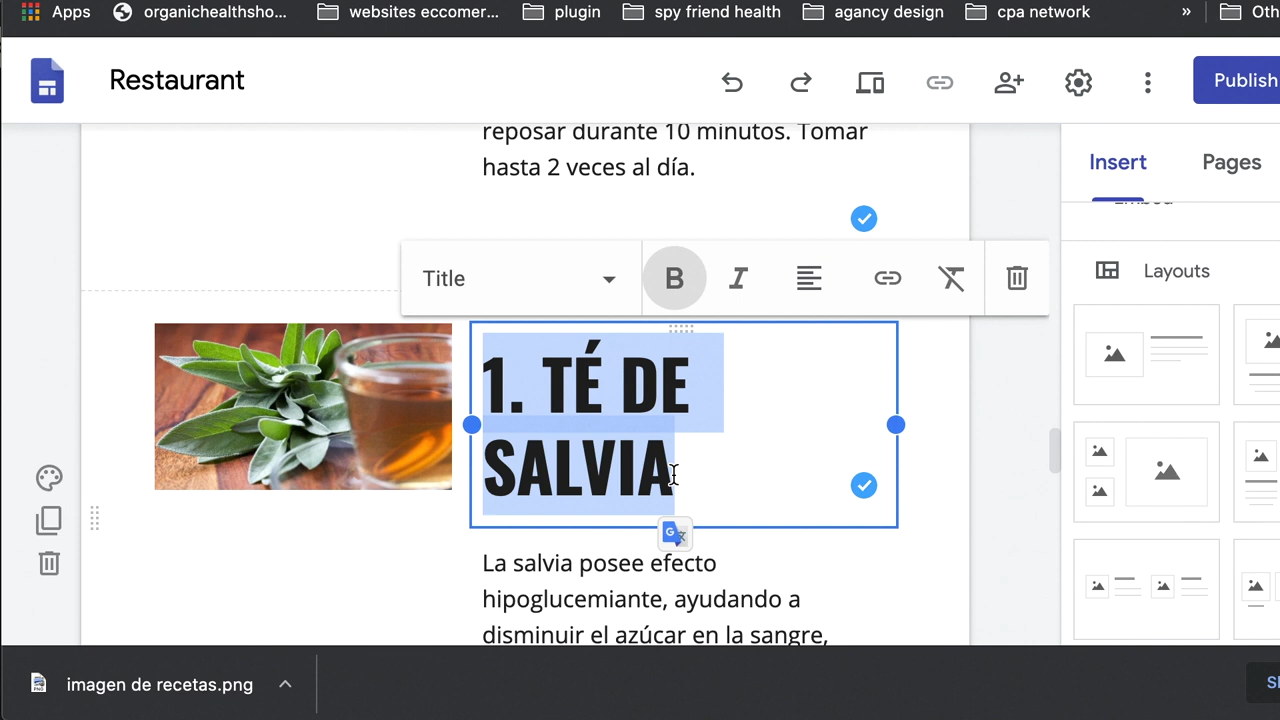 Apps organichealthsho... websites eccomer... plugin spy friend health agancy design cpa network » Oth
Restaurant
Publish
reposar durante 10 minutos. Tomar
hasta 2 veces al día.
Insert Pages
Embed
Title B I
Layouts
1. TÉ DE
SALVIA
La salvia posee efecto
hipoglucemiante, ayudando a
disminuir el azúcar en la sangre,
imagen de recetas.png